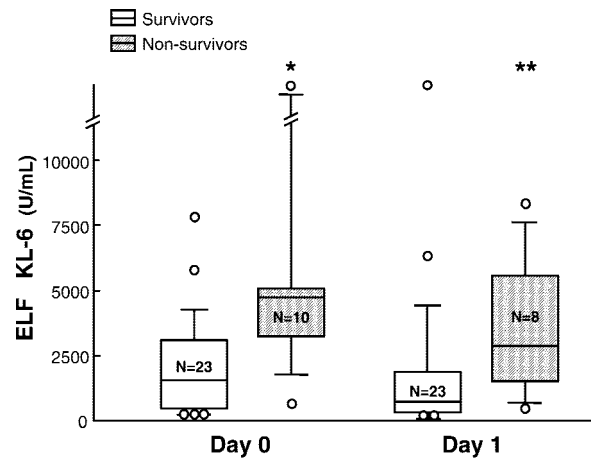 Survivors
Non-survivors
*
**
10000
7500
5000
2500
0
ELF KL-6 (U/mL)
N=23
N=10
N=23
N=8
Day 0
Day 1